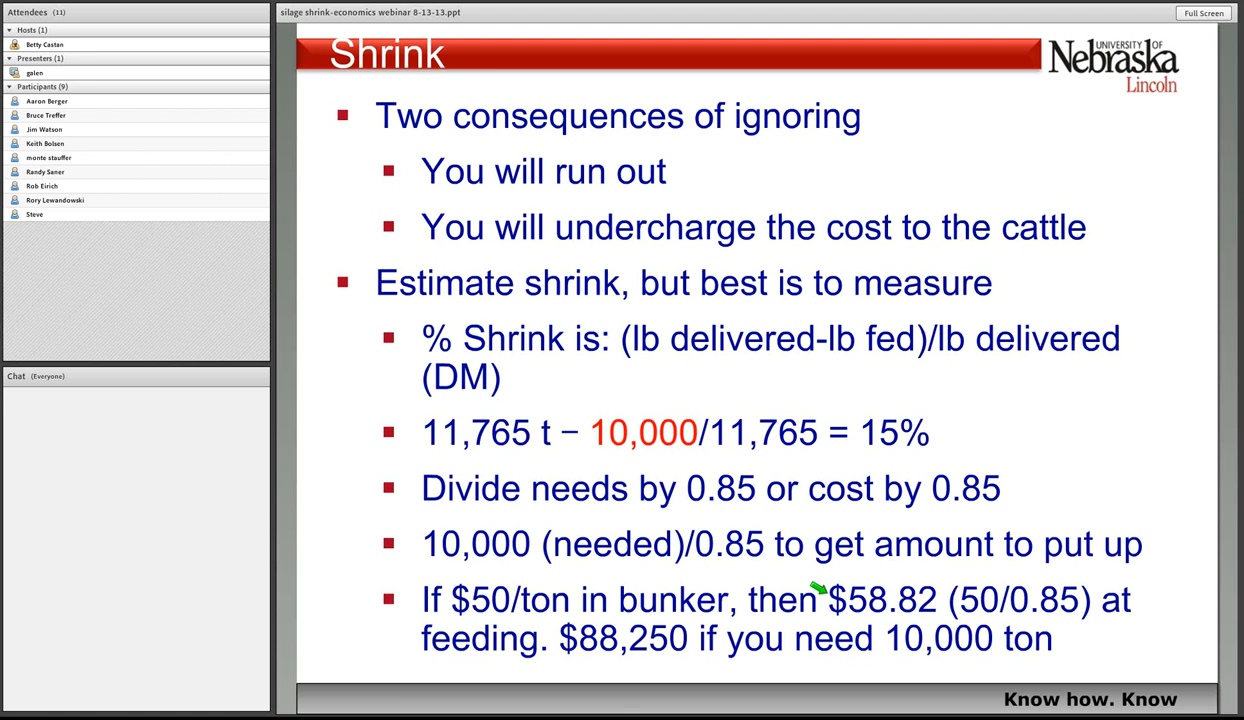 Attendees (11)
Hosts (1)
Betty Castan
Presenters (1)
galen
Participants (9)
Aaron Berger
Bruce Treffer
Jim Watson
Keith Bolsen
monte stauffer
Randy Saner
Rob Eirich
Rory Lewandowski
Steve
Chat (Everyone)
silage shrink-economics webinar 8-13-13.ppt
Full Screen
Shrink
UNIVERSITY OF
Nebraska
Lincoln
Two consequences of ignoring
You will run out
You will undercharge the cost to the cattle
Estimate shrink, but best is to measure
% Shrink is: (lb delivered-lb fed)/lb delivered
(DM)
11,765 t – 10,000/11,765 = 15%
Divide needs by 0.85 or cost by 0.85
10,000 (needed)/0.85 to get amount to put up
If $50/ton in bunker, then $58.82 (50/0.85) at
feeding. $88,250 if you need 10,000 ton
Know how. Know